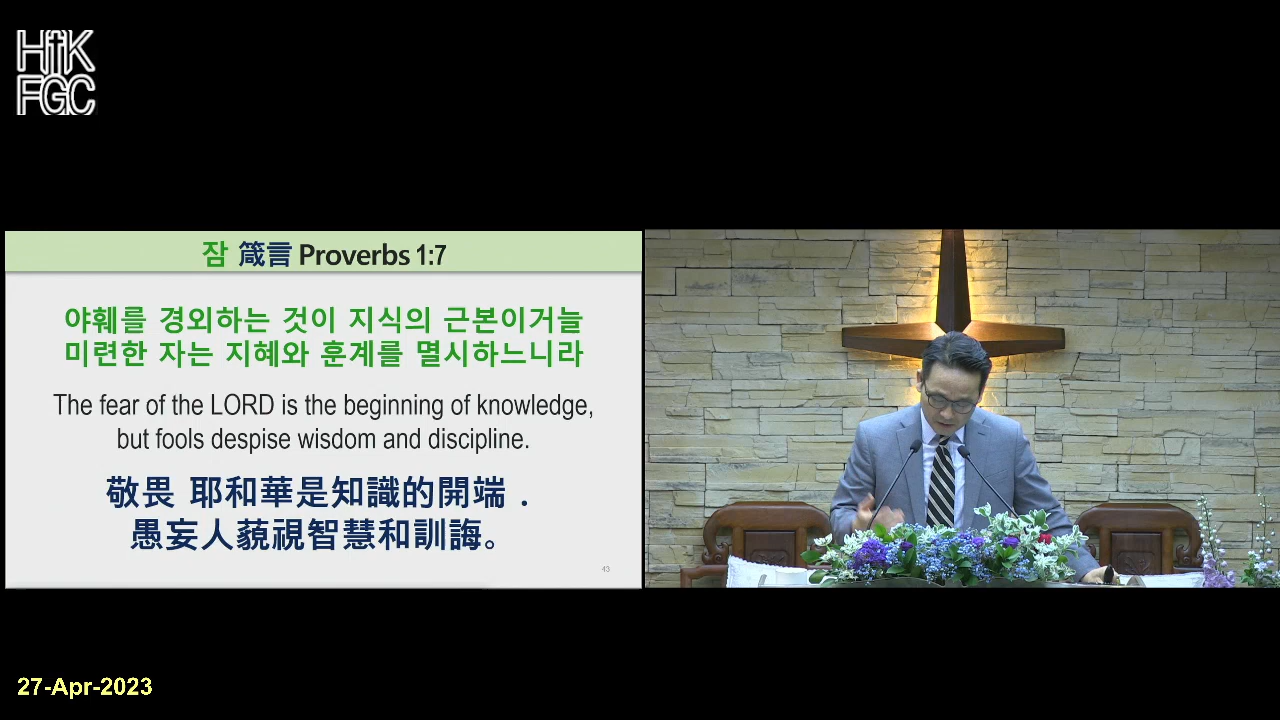 HfK
FGC
잠 箴言 Proverbs 1:7
야훼를 경외하는 것이 지식의 근본이거늘
미련한 자는 지혜와 훈계를 멸시하느니라
The fear of the LORD is the beginning of knowledge,
but fools despise wisdom and discipline.
敬畏 耶和華是知識的開端 .
愚妄人藐視智慧和訓誨。
43
27-Apr-2023